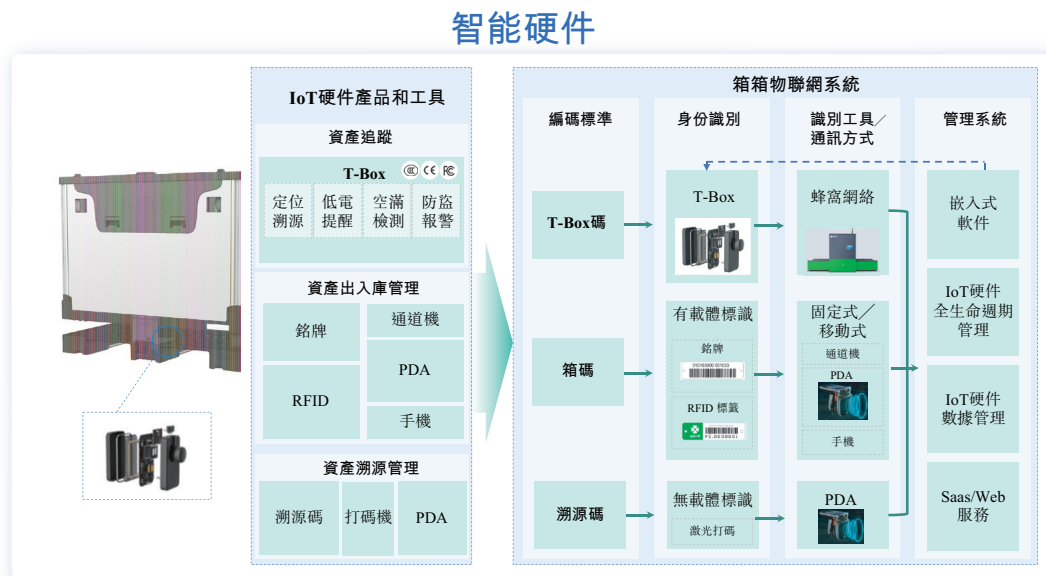 智能硬件
IoT硬件產品和工具
資產追蹤
T-Box
CCC CE FC
定位
溯源
低電
提醒
空滿
檢測
防盜
報警
資產出入庫管理
銘牌
RFID
通道機
PDA
手機
資產溯源管理
溯源碼
打碼機
PDA
箱箱物聯網系統
編碼標準
身份識別
識別工具／
通訊方式
管理系統
T-Box碼
T-Box
蜂窩網絡
嵌入式
軟件
箱碼
有載體標識
銘牌
RFID 標籤
固定式／
移動式
通道機
PDA
手機
IoT硬件
全生命週期
管理
IoT硬件
數據管理
溯源碼
無載體標識
激光打碼
PDA
Saas/Web
服務